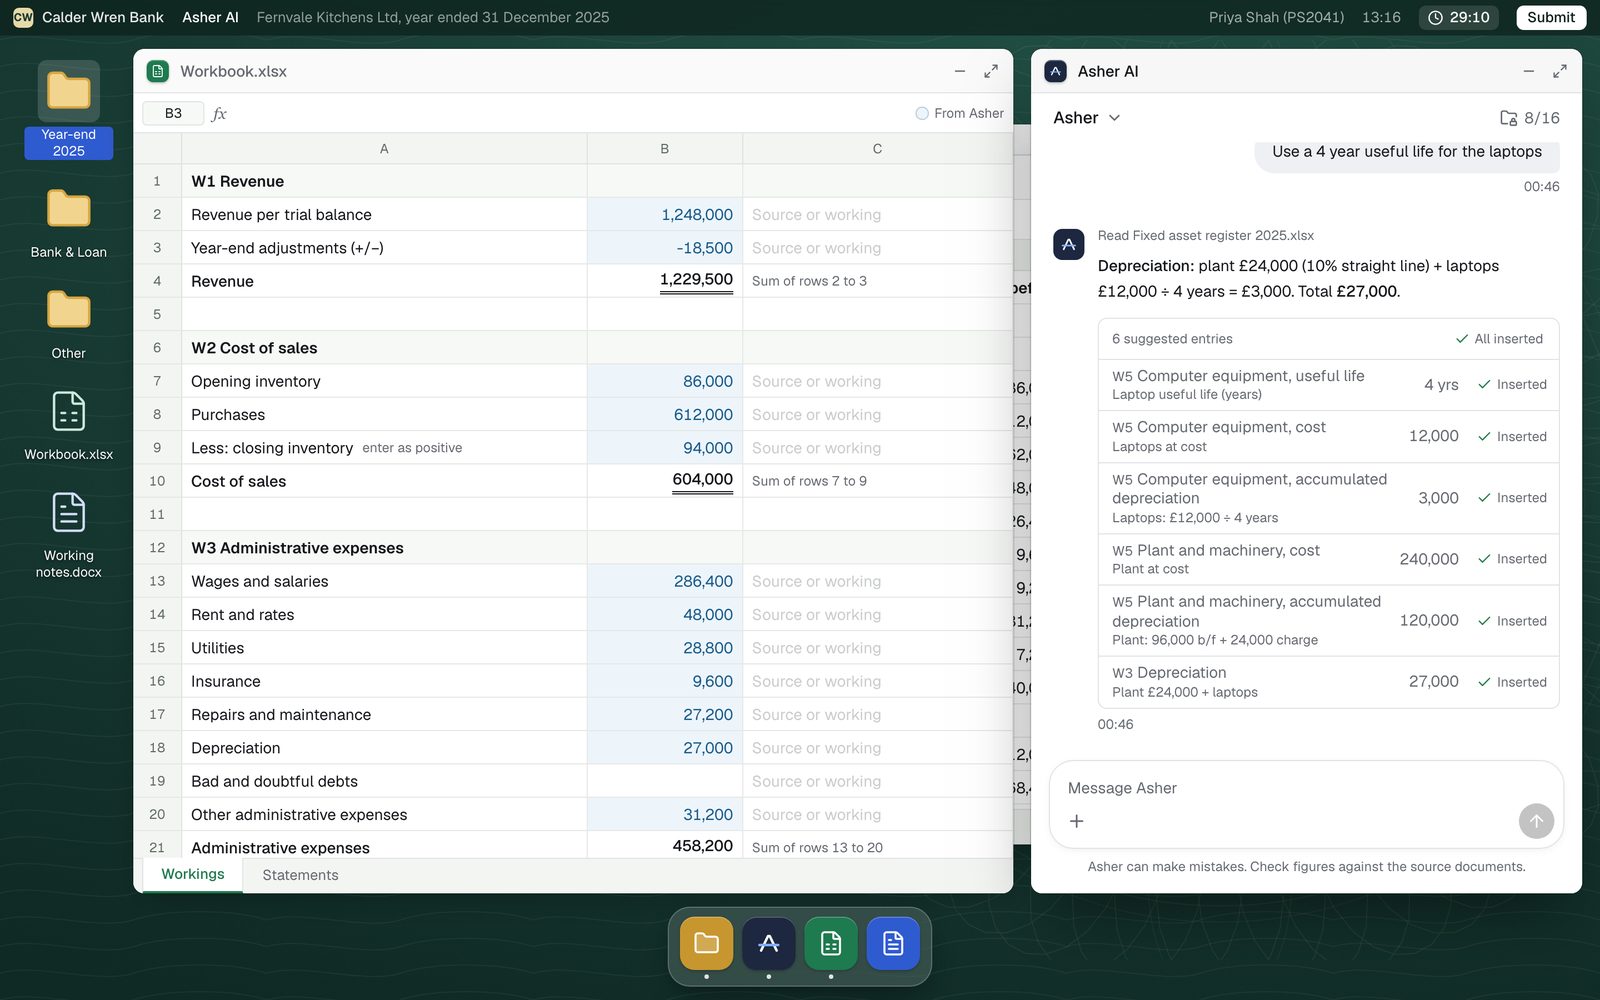 CW Calder Wren Bank Asher AI Fernvale Kitchens Ltd, year ended 31 December 2025 Priya Shah (PS2041) 13:16 29:10 Submit
Year-end
2025
Bank & Loan
Other
Workbook.xlsx
Working
notes.docx
Workbook.xlsx
B3 fx From Asher
A B C
1 W1 Revenue
2 Revenue per trial balance 1,248,000 Source or working
3 Year-end adjustments (+/−) -18,500 Source or working
4 Revenue 1,229,500 Sum of rows 2 to 3
5
6 W2 Cost of sales
7 Opening inventory 86,000 Source or working
8 Purchases 612,000 Source or working
9 Less: closing inventory enter as positive 94,000 Source or working
10 Cost of sales 604,000 Sum of rows 7 to 9
11
12 W3 Administrative expenses
13 Wages and salaries 286,400 Source or working
14 Rent and rates 48,000 Source or working
15 Utilities 28,800 Source or working
16 Insurance 9,600 Source or working
17 Repairs and maintenance 27,200 Source or working
18 Depreciation 27,000 Source or working
19 Bad and doubtful debts Source or working
20 Other administrative expenses 31,200 Source or working
21 Administrative expenses 458,200 Sum of rows 13 to 20
Workings Statements
Asher AI
Asher 8/16
Use a 4 year useful life for the laptops
00:46
Read Fixed asset register 2025.xlsx
Depreciation: plant £24,000 (10% straight line) + laptops
£12,000 ÷ 4 years = £3,000. Total £27,000.
6 suggested entries All inserted
W5 Computer equipment, useful life 4 yrs Inserted
Laptop useful life (years)
W5 Computer equipment, cost 12,000 Inserted
Laptops at cost
W5 Computer equipment, accumulated
depreciation 3,000 Inserted
Laptops: £12,000 ÷ 4 years
W5 Plant and machinery, cost 240,000 Inserted
Plant at cost
W5 Plant and machinery, accumulated
depreciation 120,000 Inserted
Plant: 96,000 b/f + 24,000 charge
W3 Depreciation 27,000 Inserted
Plant £24,000 + laptops
00:46
Message Asher
Asher can make mistakes. Check figures against the source documents.